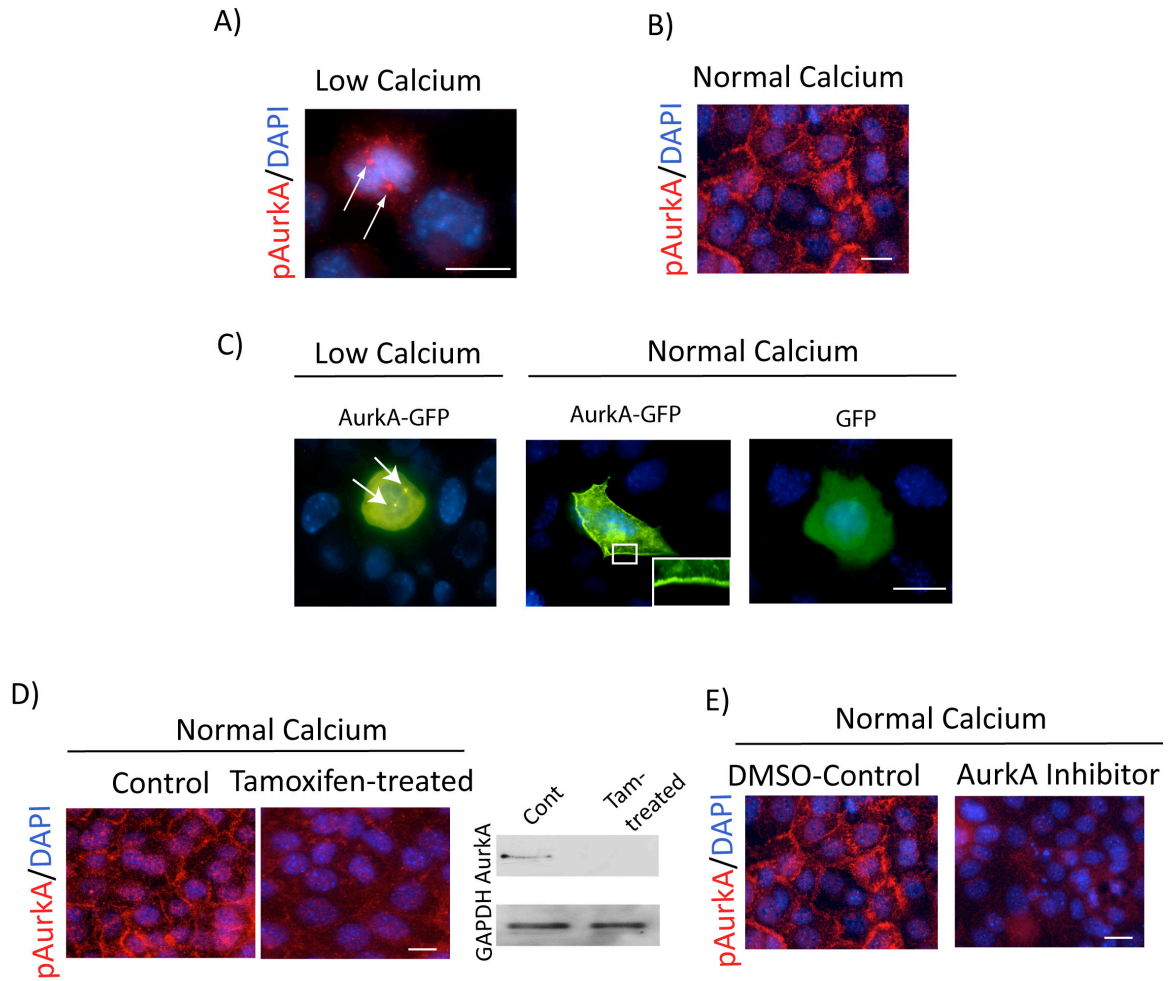 A)
Low Calcium
pAurkA/DAPI
B)
Normal Calcium
pAurkA/DAPI
C)
Low Calcium
Normal Calcium
AurkA-GFP
AurkA-GFP
GFP
D)
Normal Calcium
Control
Tamoxifen-treated
pAurkA/DAPI
Cont
Tam-
treated
GAPDH AurkA
E)
Normal Calcium
DMSO-Control
AurkA Inhibitor
pAurkA/DAPI